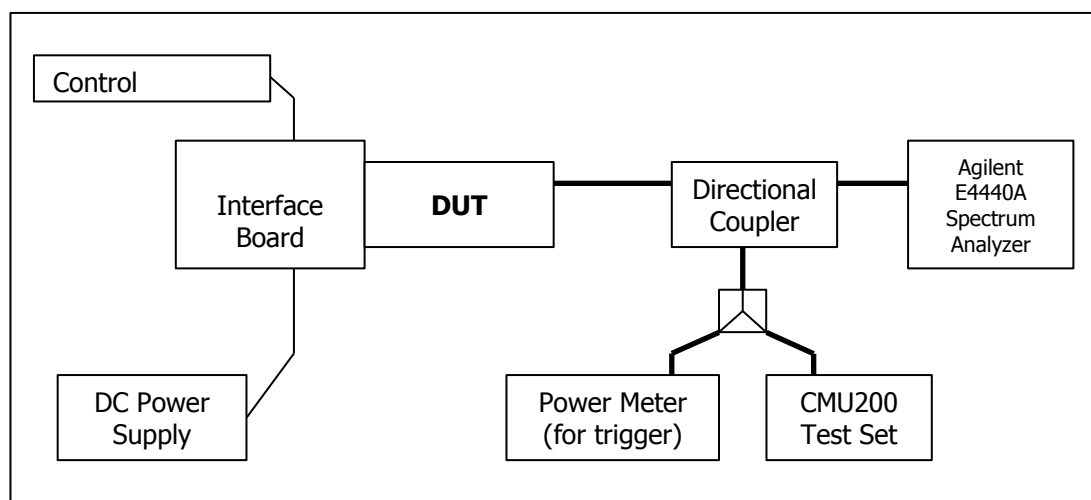 Control
Interface
Board
DUT
Directional
Coupler
Agilent
E4440A
Spectrum
Analyzer
DC Power
Supply
Power Meter
(for trigger)
CMU200
Test Set